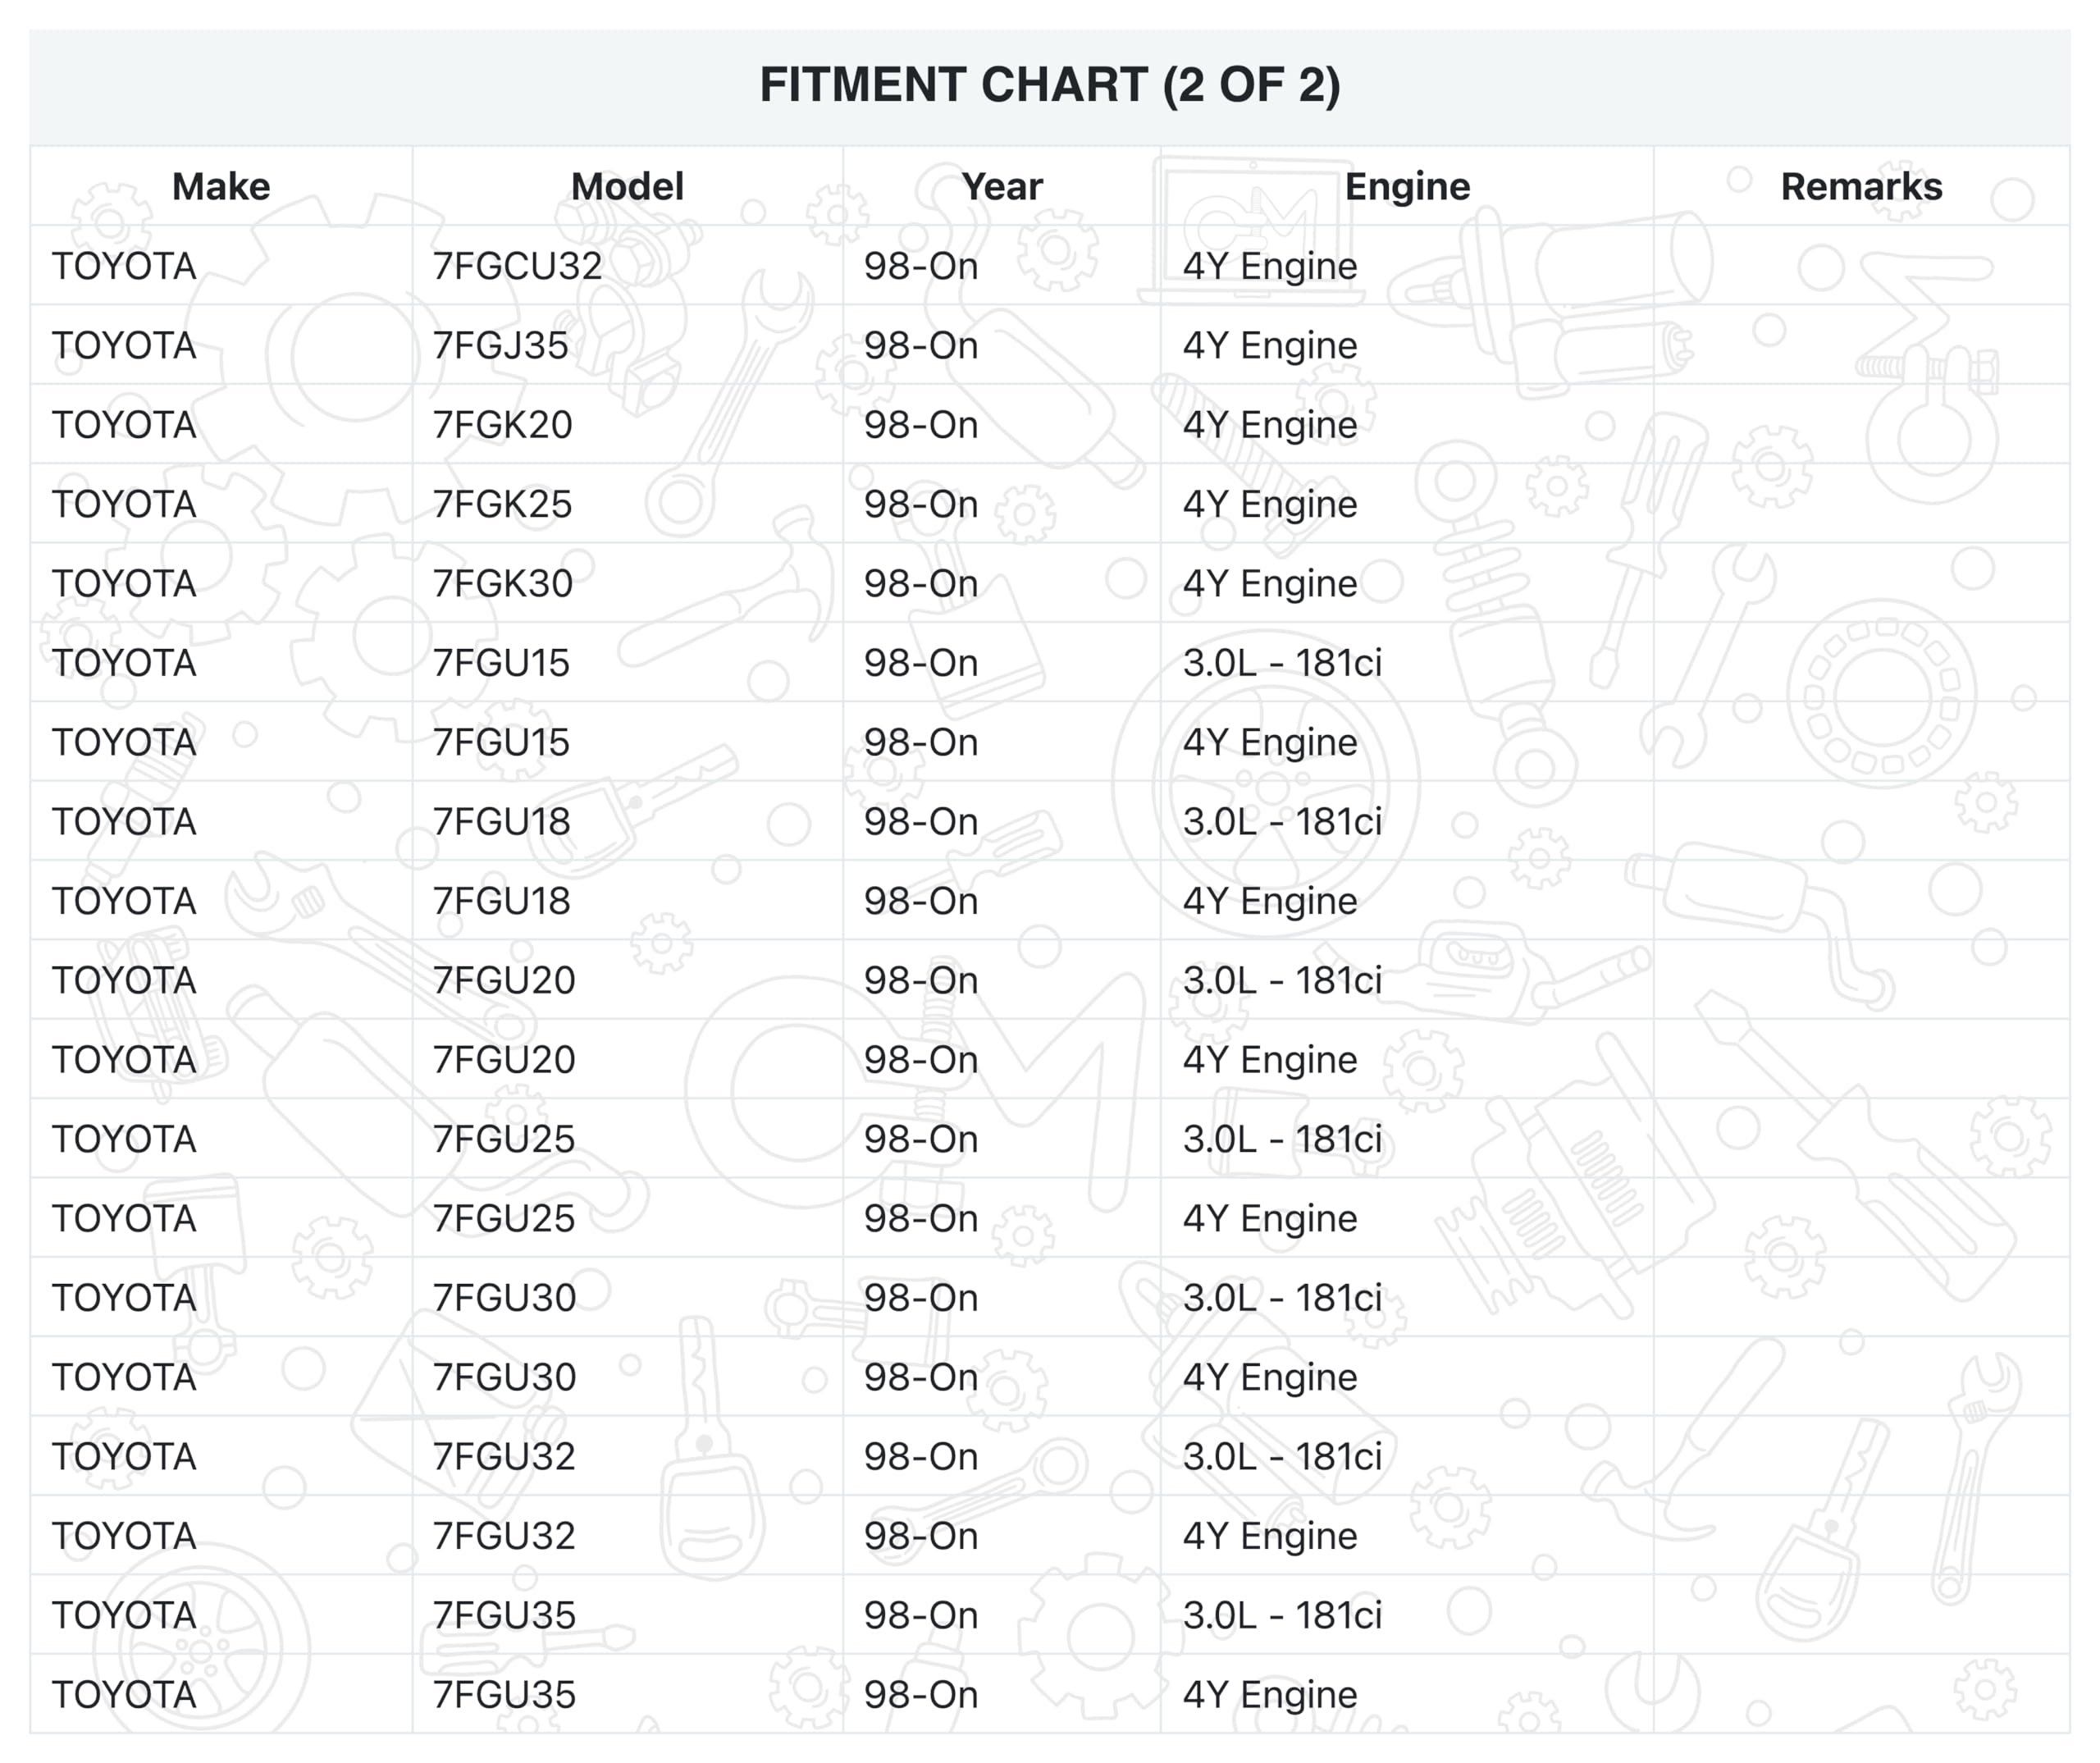 FITMENT CHART (2 OF 2)
Make Model Year Engine Remarks
TOYOTA 7FGCU32 98-On 4Y Engine
TOYOTA 7FGJ35 98-On 4Y Engine
TOYOTA 7FGK20 98-On 4Y Engine
TOYOTA 7FGK25 98-On 4Y Engine
TOYOTA 7FGK30 98-On 4Y Engine
TOYOTA 7FGU15 98-On 3.0L - 181ci
TOYOTA 7FGU15 98-On 4Y Engine
TOYOTA 7FGU18 98-On 3.0L - 181ci
TOYOTA 7FGU18 98-On 4Y Engine
TOYOTA 7FGU20 98-On 3.0L - 181ci
TOYOTA 7FGU20 98-On 4Y Engine
TOYOTA 7FGU25 98-On 3.0L - 181ci
TOYOTA 7FGU25 98-On 4Y Engine
TOYOTA 7FGU30 98-On 3.0L - 181ci
TOYOTA 7FGU30 98-On 4Y Engine
TOYOTA 7FGU32 98-On 3.0L - 181ci
TOYOTA 7FGU32 98-On 4Y Engine
TOYOTA 7FGU35 98-On 3.0L - 181ci
TOYOTA 7FGU35 98-On 4Y Engine